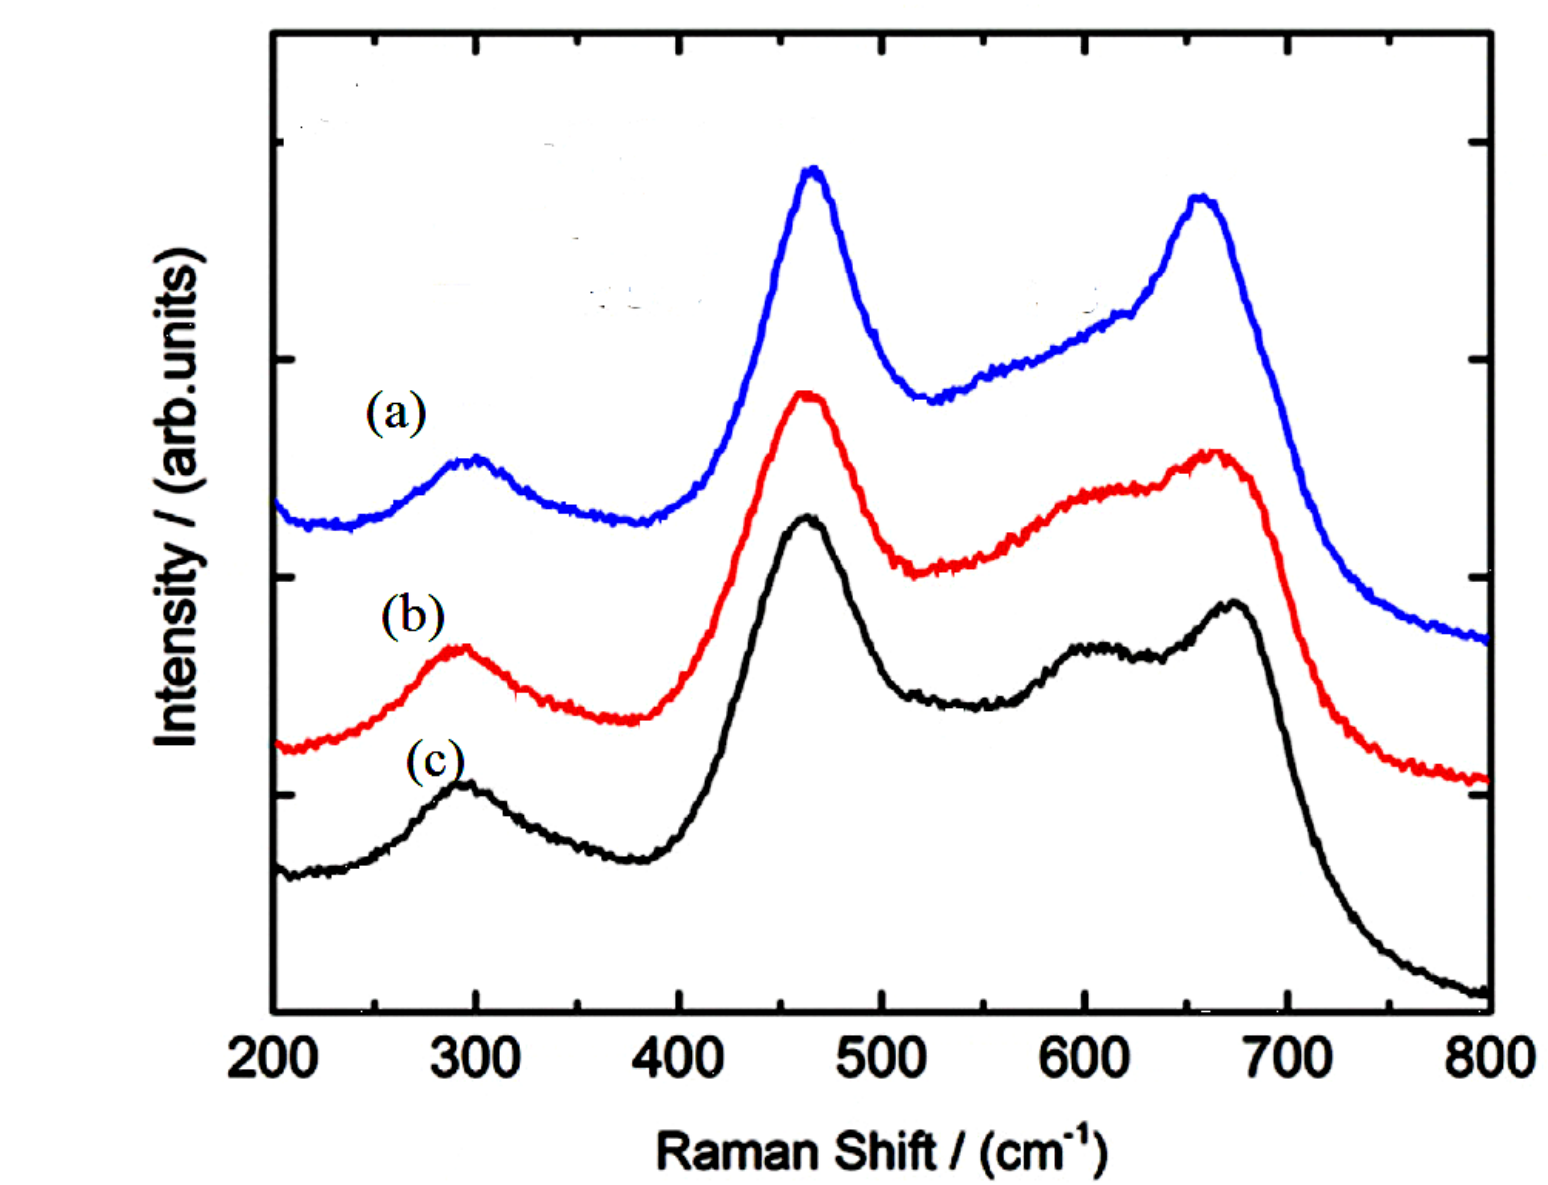 Intensity / (arb.units)
(a)
(b)
(c)
200 300 400 500 600 700 800
Raman Shift / (cm⁻¹)